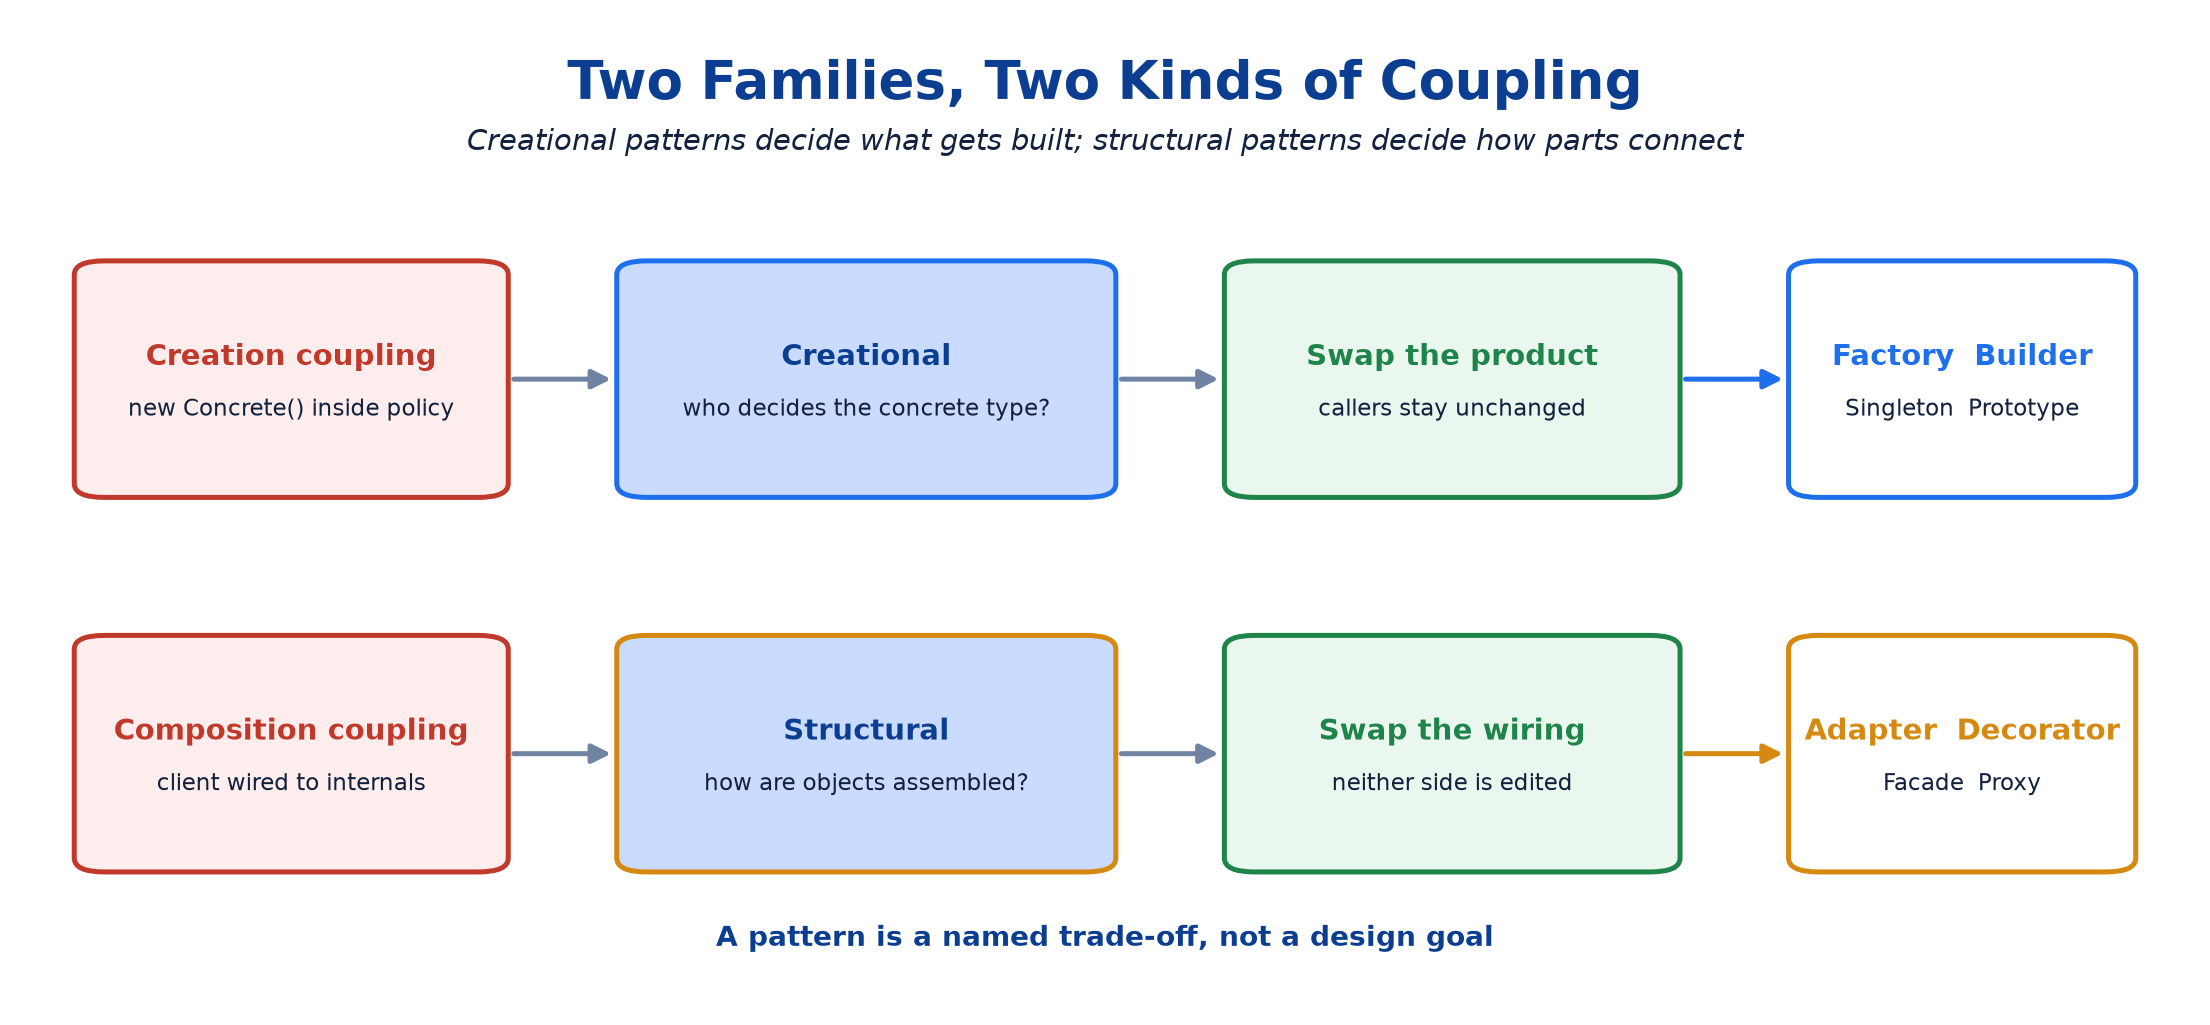 Two Families, Two Kinds of Coupling
Creational patterns decide what gets built; structural patterns decide how parts connect
Creation coupling
new Concrete() inside policy
Creational
who decides the concrete type?
Swap the product
callers stay unchanged
Factory  Builder
Singleton  Prototype
Composition coupling
client wired to internals
Structural
how are objects assembled?
Swap the wiring
neither side is edited
Adapter  Decorator
Facade  Proxy
A pattern is a named trade-off, not a design goal